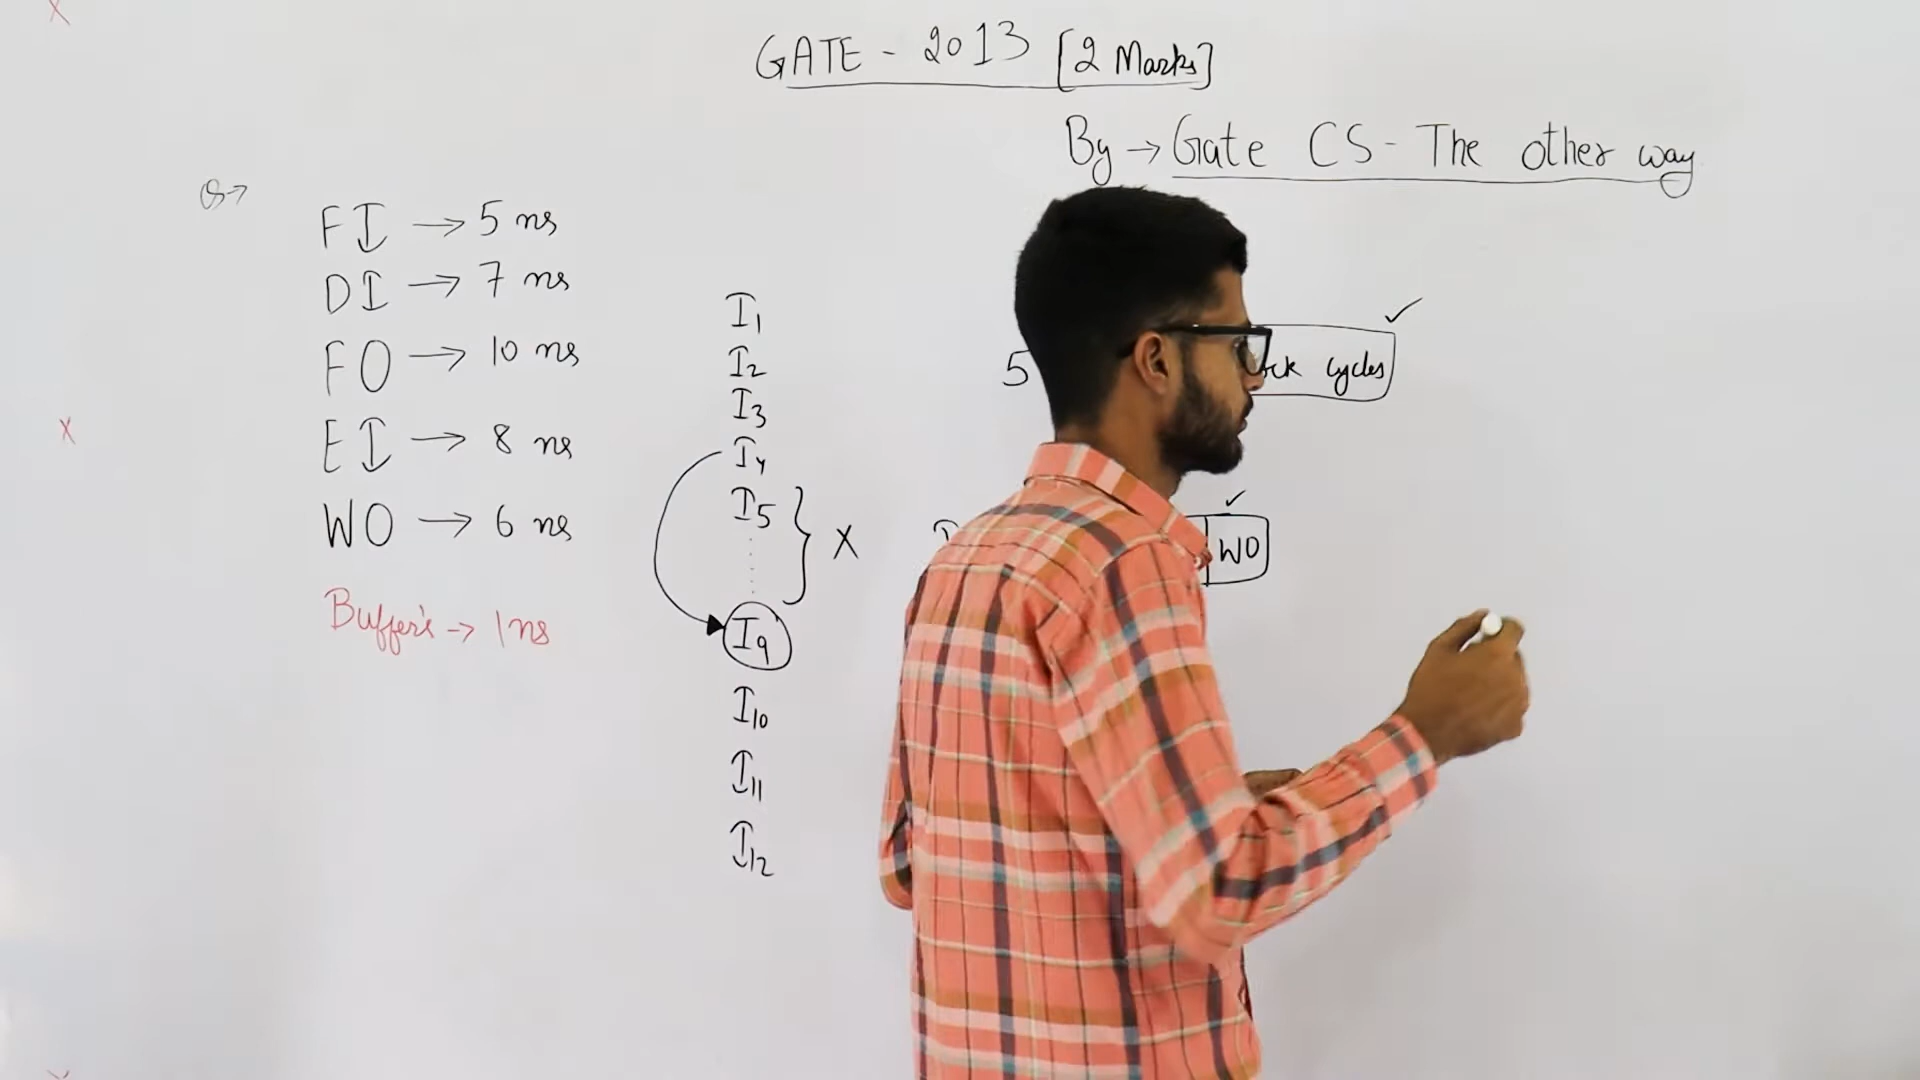 GATE - 2013 [2 Marks]
By → Gate CS - The other way
Q →
FI → 5 ns
DI → 7 ns
FO → 10 ns
EI → 8 ns
WO → 6 ns
Buffer's → 1 ns
I1
I2
I3
I4
I5
X
I9
I10
I11
I12
5
cycles
WO